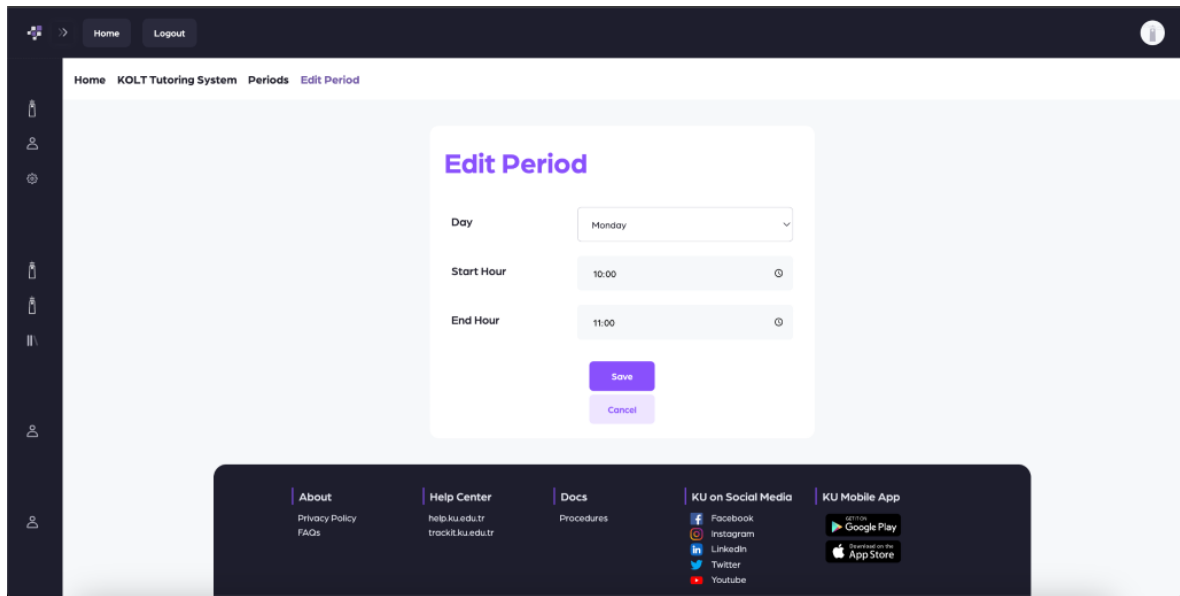 Home Logout
Home KOLT Tutoring System Periods Edit Period
Edit Period
Day Monday
Start Hour 10:00
End Hour 11:00
Save
Cancel
About
Privacy Policy
FAQs
Help Center
help.ku.edu.tr
trackit.ku.edu.tr
Docs
Procedures
KU on Social Media
Facebook
Instagram
LinkedIn
Twitter
Youtube
KU Mobile App
GET IT ON
Google Play
Download on the
App Store